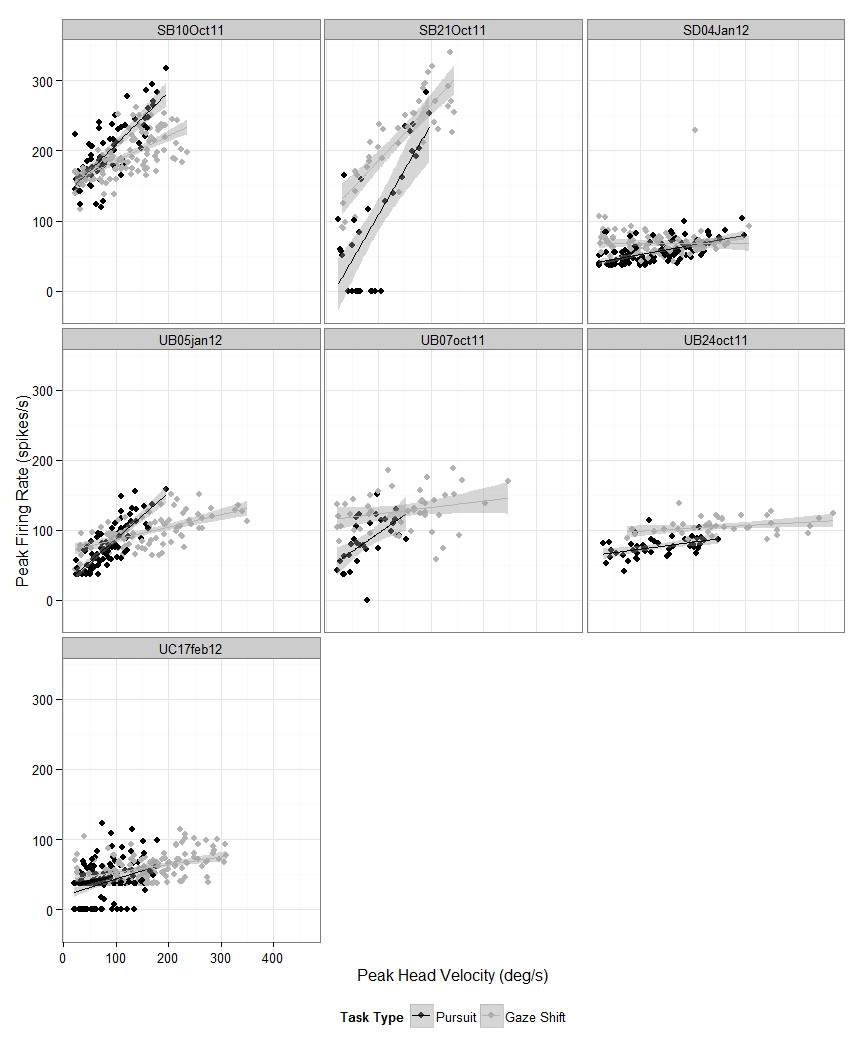 SB10Oct11 SB21Oct11 SD04Jan12
300
200
100
0
UB05jan12 UB07oct11 UB24oct11
300
200
100
0
Peak Firing Rate (spikes/s)
UC17feb12
300
200
100
0
0 100 200 300 400
Peak Head Velocity (deg/s)
Task Type Pursuit Gaze Shift